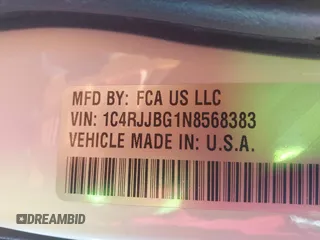 MFD BY: FCA US LLC
VIN: 1C4RJJBG1N8568383
VEHICLE MADE IN: U.S.A.
DREAMBID